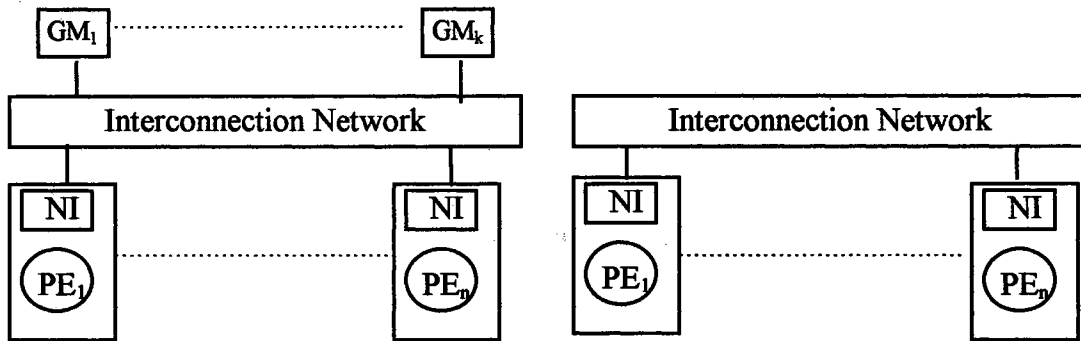 GM₁ GMₖ
Interconnection Network
NI NI
PE₁ PEₙ
Interconnection Network
NI NI
PE₁ PEₙ